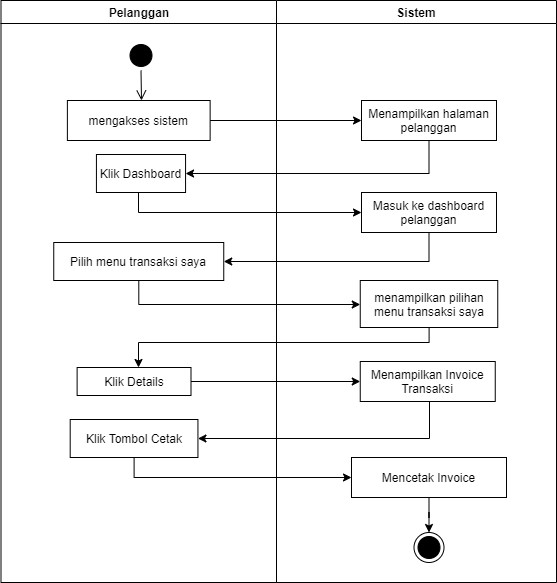 Pelanggan
Sistem
mengakses sistem
Menampilkan halaman
pelanggan
Klik Dashboard
Masuk ke dashboard
pelanggan
Pilih menu transaksi saya
menampilkan pilihan
menu transaksi saya
Klik Details
Menampilkan Invoice
Transaksi
Klik Tombol Cetak
Mencetak Invoice